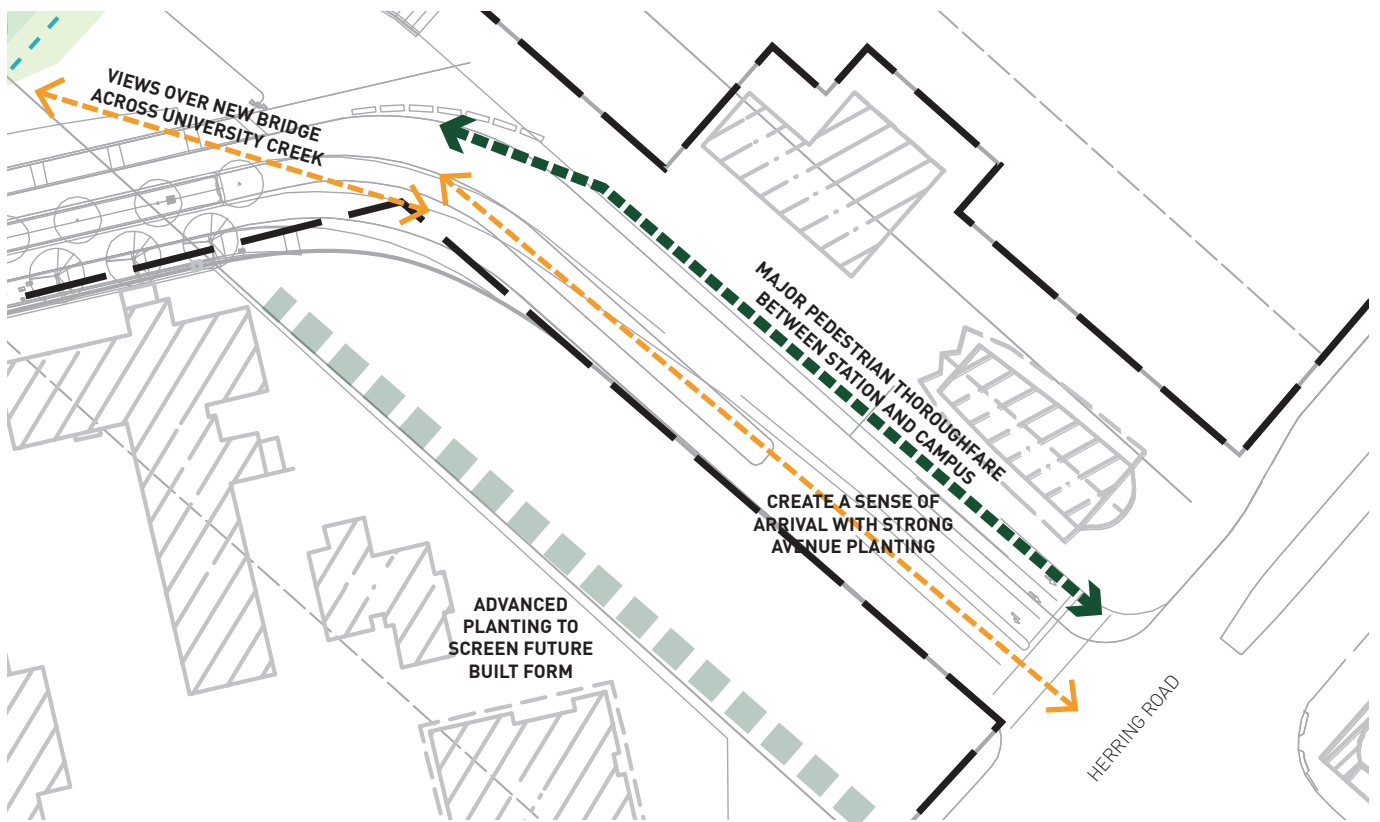 VIEWS OVER NEW BRIDGE
ACROSS UNIVERSITY CREEK
MAJOR PEDESTRIAN THOROUGHFARE
BETWEEN STATION AND CAMPUS
CREATE A SENSE OF
ARRIVAL WITH STRONG
AVENUE PLANTING
ADVANCED
PLANTING TO
SCREEN FUTURE
BUILT FORM
HERRING ROAD